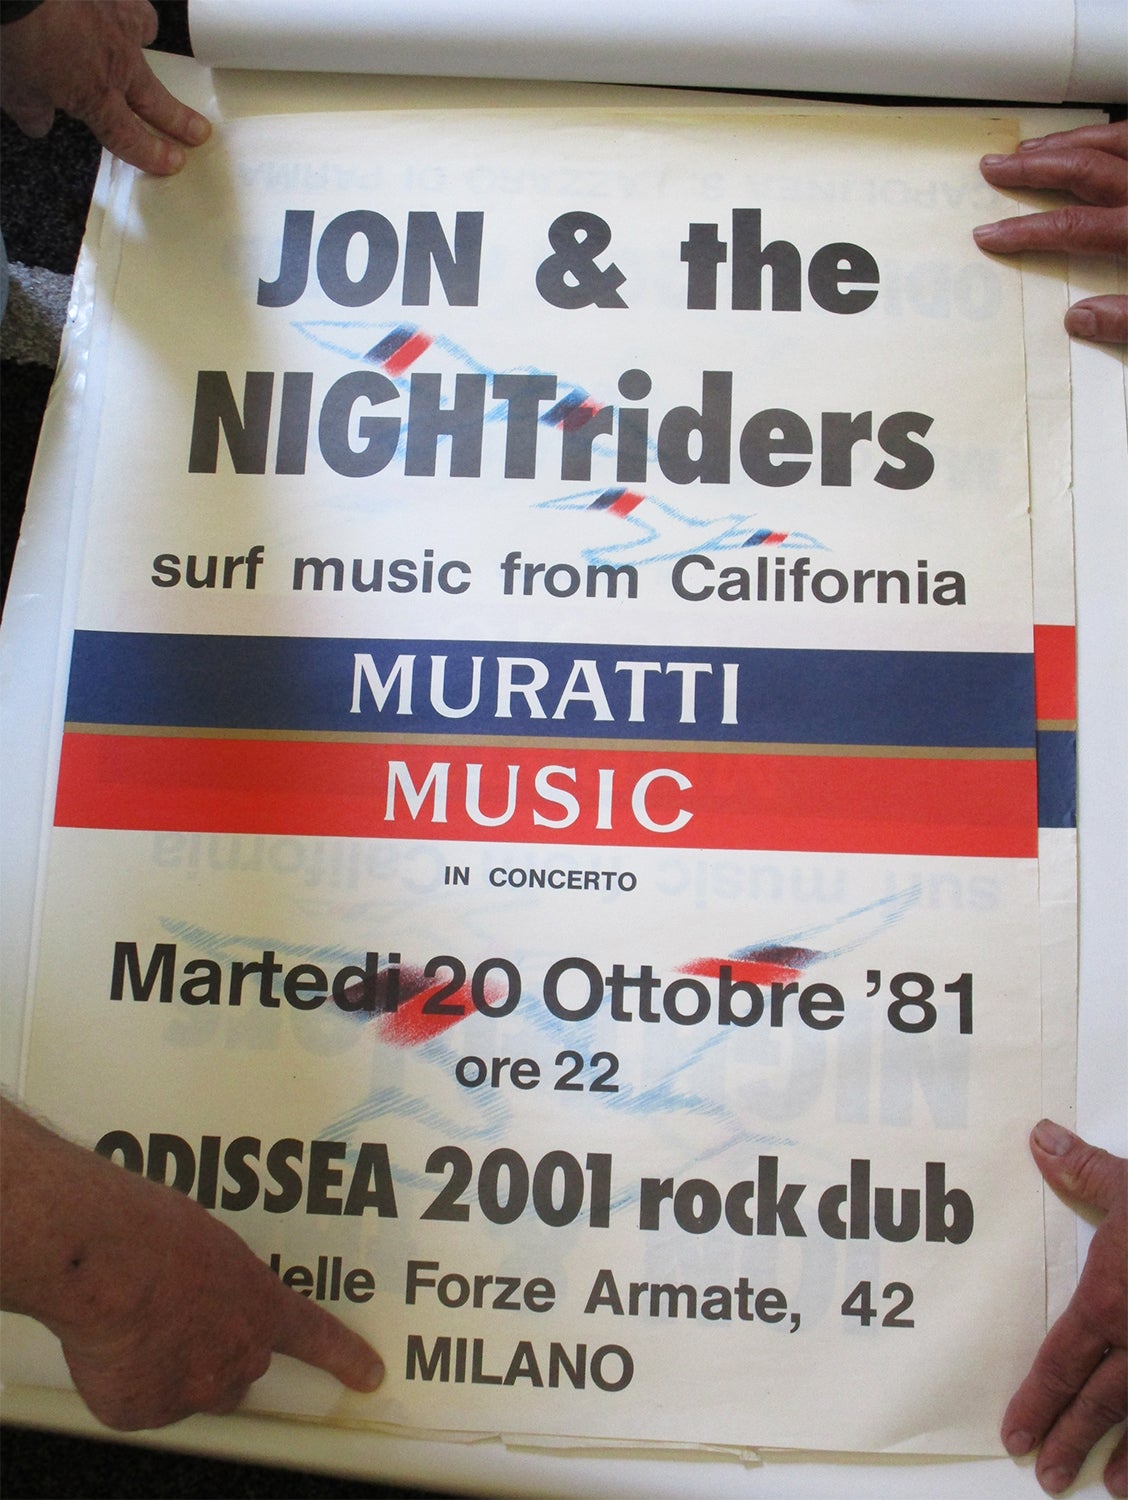 JON & the
NIGHTriders
surf music from California
MURATTI
MUSIC
IN CONCERTO
Martedi 20 Ottobre '81
ore 22
ODISSEA 2001 rock club
delle Forze Armate, 42
MILANO